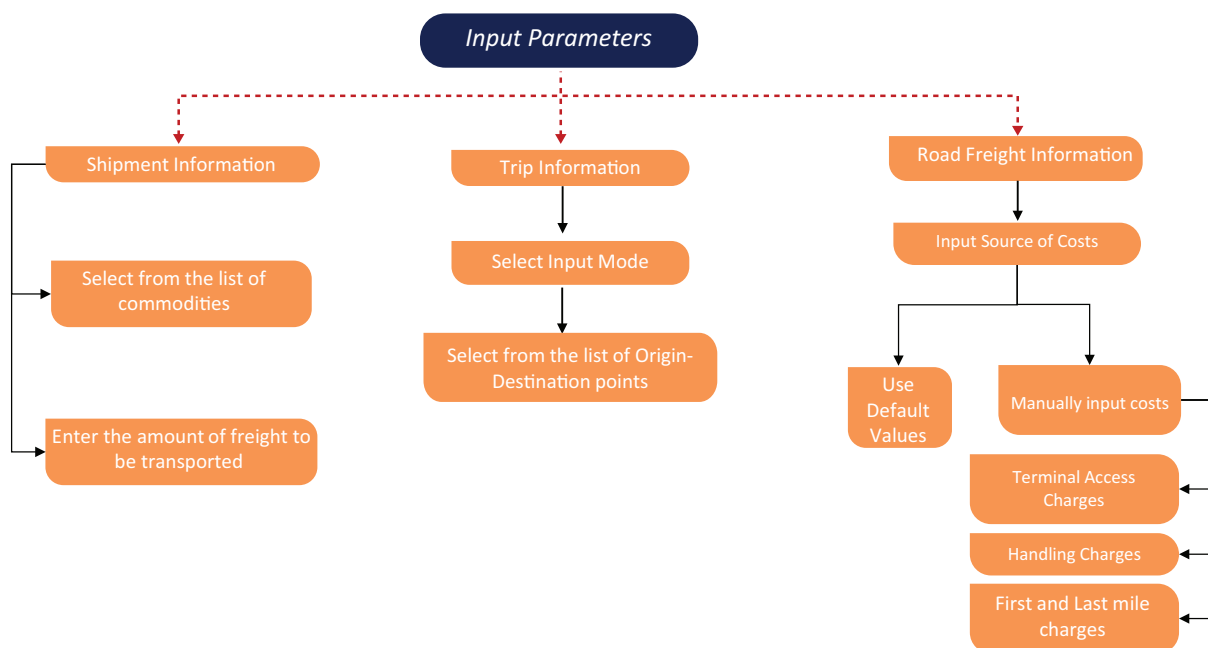 Input Parameters
Shipment Information
Trip Information
Road Freight Information
Select from the list of
commodities
Enter the amount of freight to
be transported
Select Input Mode
Select from the list of Origin-
Destination points
Input Source of Costs
Use
Default
Values
Manually input costs
Terminal Access
Charges
Handling Charges
First and Last mile
charges